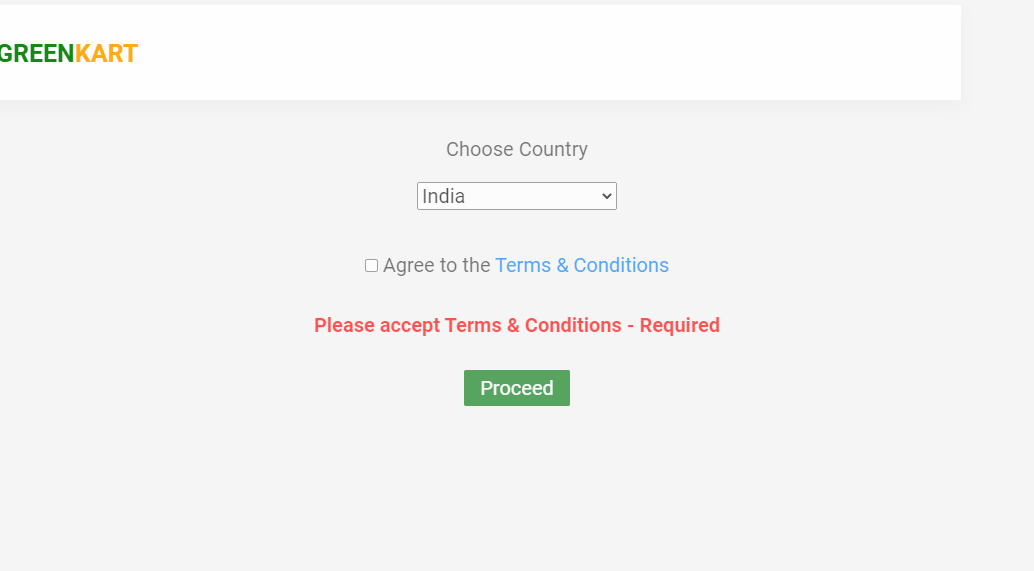 GREENKART
Choose Country
India
Agree to the Terms & Conditions
Please accept Terms & Conditions - Required
Proceed